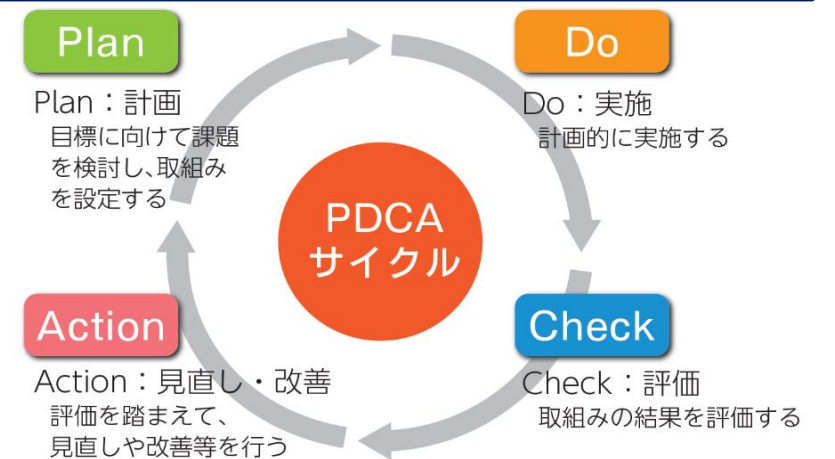 Plan
Plan：計画
目標に向けて課題
を検討し、取組み
を設定する
Do
Do：実施
計画的に実施する
PDCA
サイクル
Action
Action：見直し・改善
評価を踏まえて、
見直しや改善等を行う
Check
Check：評価
取組みの結果を評価する